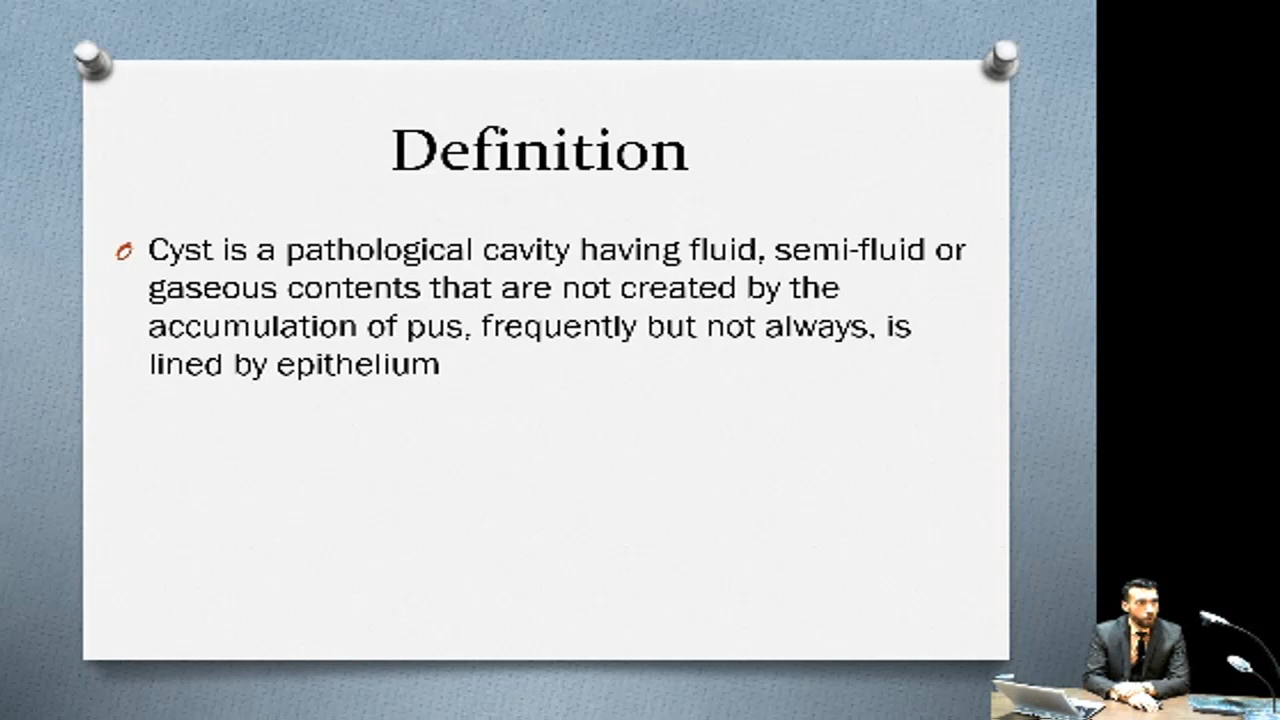 Definition
Cyst is a pathological cavity having fluid, semi-fluid or
gaseous contents that are not created by the
accumulation of pus, frequently but not always, is
lined by epithelium